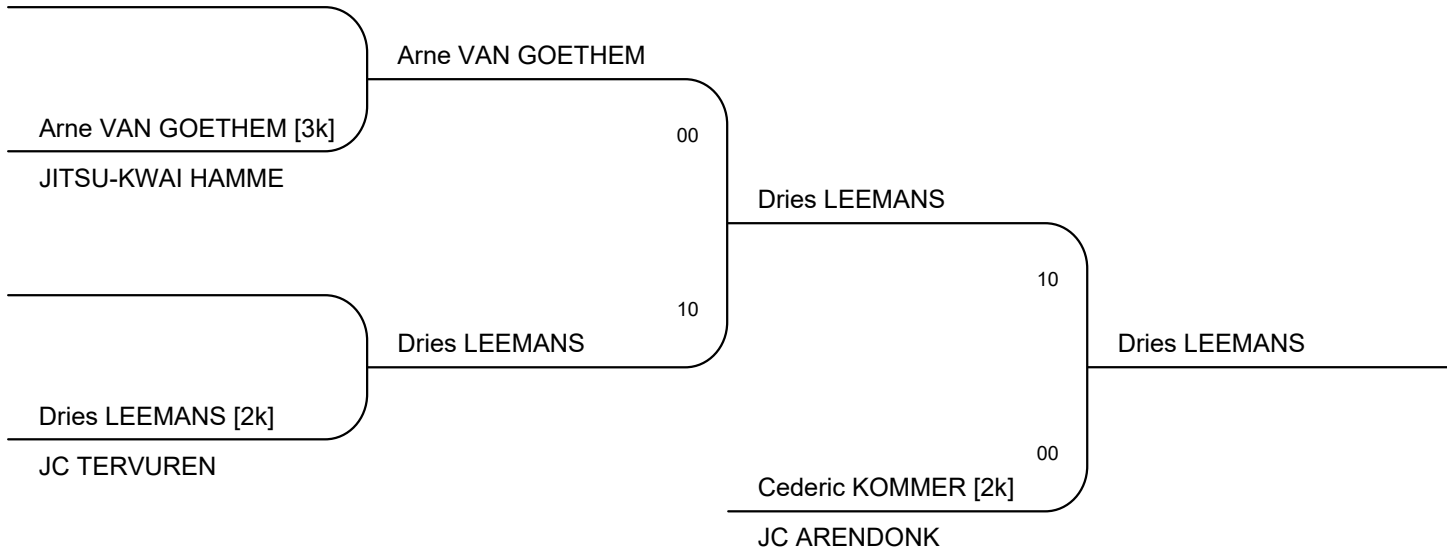 Arne VAN GOETHEM
Arne VAN GOETHEM [3k]
00
JITSU-KWAI HAMME
Dries LEEMANS
10
10
Dries LEEMANS
Dries LEEMANS
Dries LEEMANS [2k]
00
JC TERVUREN
Cederic KOMMER [2k]
JC ARENDONK